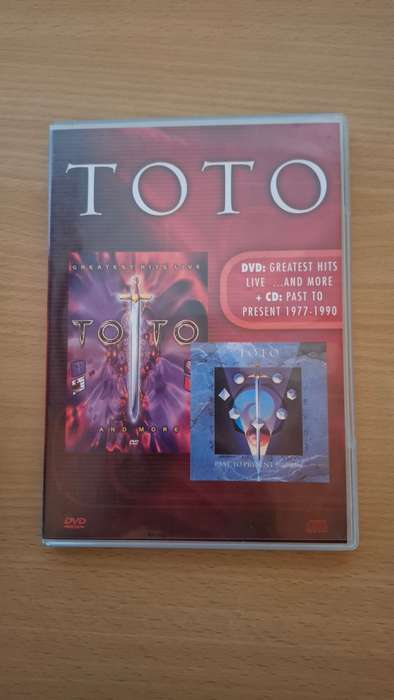 TOTO
GREATEST HITS LIVE
TOTO
AND MORE
DVD
DVD: GREATEST HITS
LIVE ...AND MORE
+ CD: PAST TO
PRESENT 1977-1990
TOTO
PAST TO PRESENT
DVD